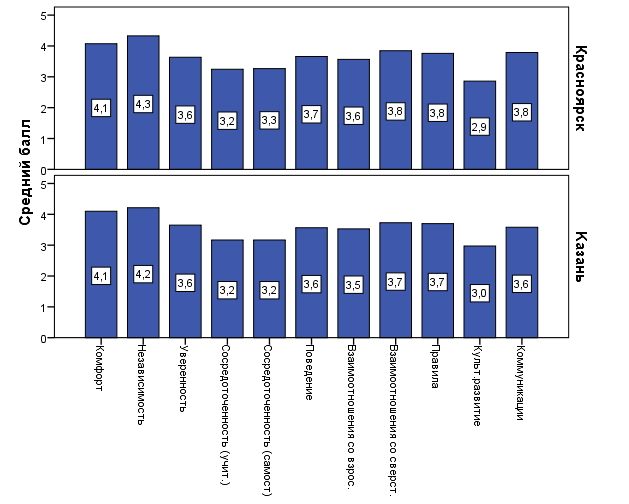 Средний балл
5
4
3
2
1
0
4,1
4,3
3,6
3,2
3,3
3,7
3,6
3,8
3,8
2,9
3,8
Красноярск
5
4
3
2
1
0
4,1
4,2
3,6
3,2
3,2
3,6
3,5
3,7
3,7
3,0
3,6
Казань
Комфорт
Независимость
Уверенность
Сосредоточенность (учит.)
Сосредоточенность (самост)
Поведение
Взаимоотношения со взрос.
Взаимоотношения со сверст.
Правила
Культ.развитие
Коммуникации